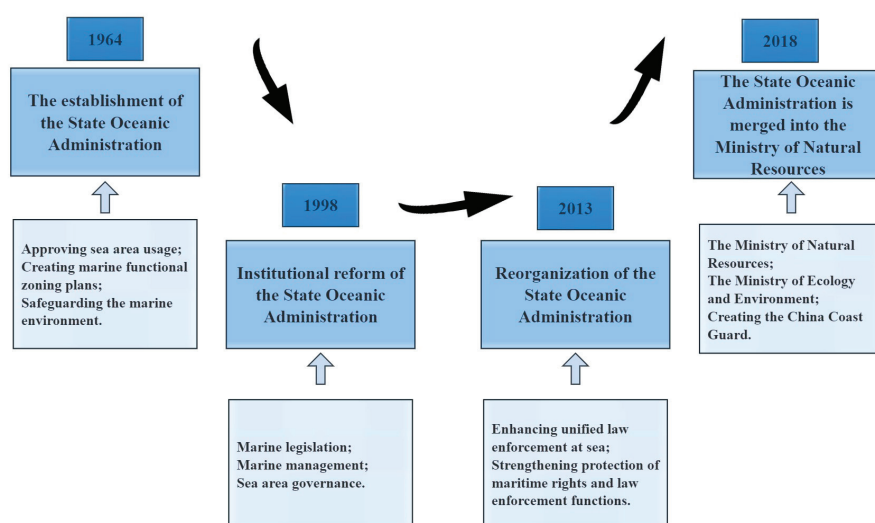 1964
The establishment of
the State Oceanic
Administration
Approving sea area usage;
Creating marine functional
zoning plans;
Safeguarding the marine
environment.
1998
Institutional reform of
the State Oceanic
Administration
Marine legislation;
Marine management;
Sea area governance.
2013
Reorganization of the
State Oceanic
Administration
Enhancing unified law
enforcement at sea;
Strengthening protection of
maritime rights and law
enforcement functions.
2018
The State Oceanic
Administration is
merged into the
Ministry of Natural
Resources
The Ministry of Natural
Resources;
The Ministry of Ecology
and Environment;
Creating the China Coast
Guard.